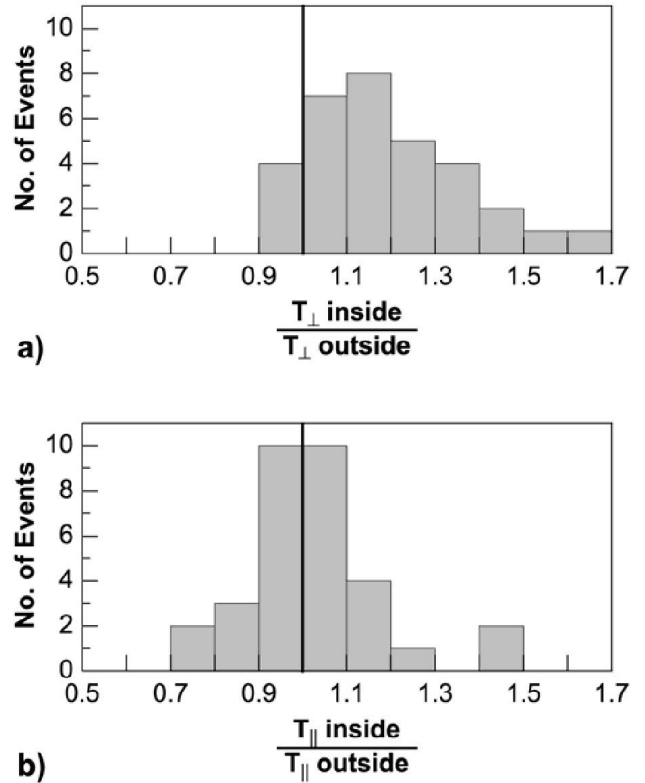 No. of Events
10
8
6
4
2
0
0.5 0.7 0.9 1.1 1.3 1.5 1.7
T⊥ inside
T⊥ outside
a)
No. of Events
10
8
6
4
2
0
0.5 0.7 0.9 1.1 1.3 1.5 1.7
T|| inside
T|| outside
b)